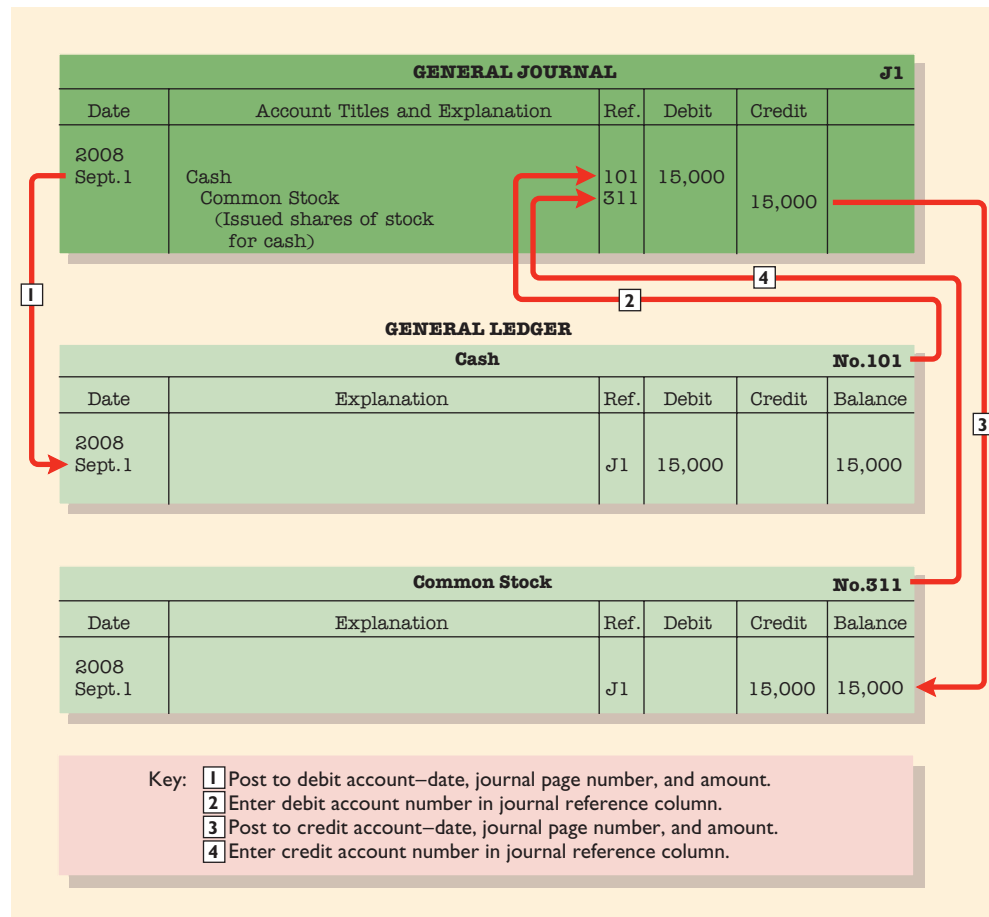 GENERAL JOURNAL J1
Date Account Titles and Explanation Ref. Debit Credit
2008
Sept.1 Cash 101 15,000
Common Stock 311 15,000
(Issued shares of stock
for cash)
1
4
2
GENERAL LEDGER
Cash No.101
Date Explanation Ref. Debit Credit Balance
3
2008
Sept.1 J1 15,000 15,000
Common Stock No.311
Date Explanation Ref. Debit Credit Balance
2008
Sept.1 J1 15,000 15,000
Key: 1 Post to debit account–date, journal page number, and amount.
2 Enter debit account number in journal reference column.
3 Post to credit account–date, journal page number, and amount.
4 Enter credit account number in journal reference column.